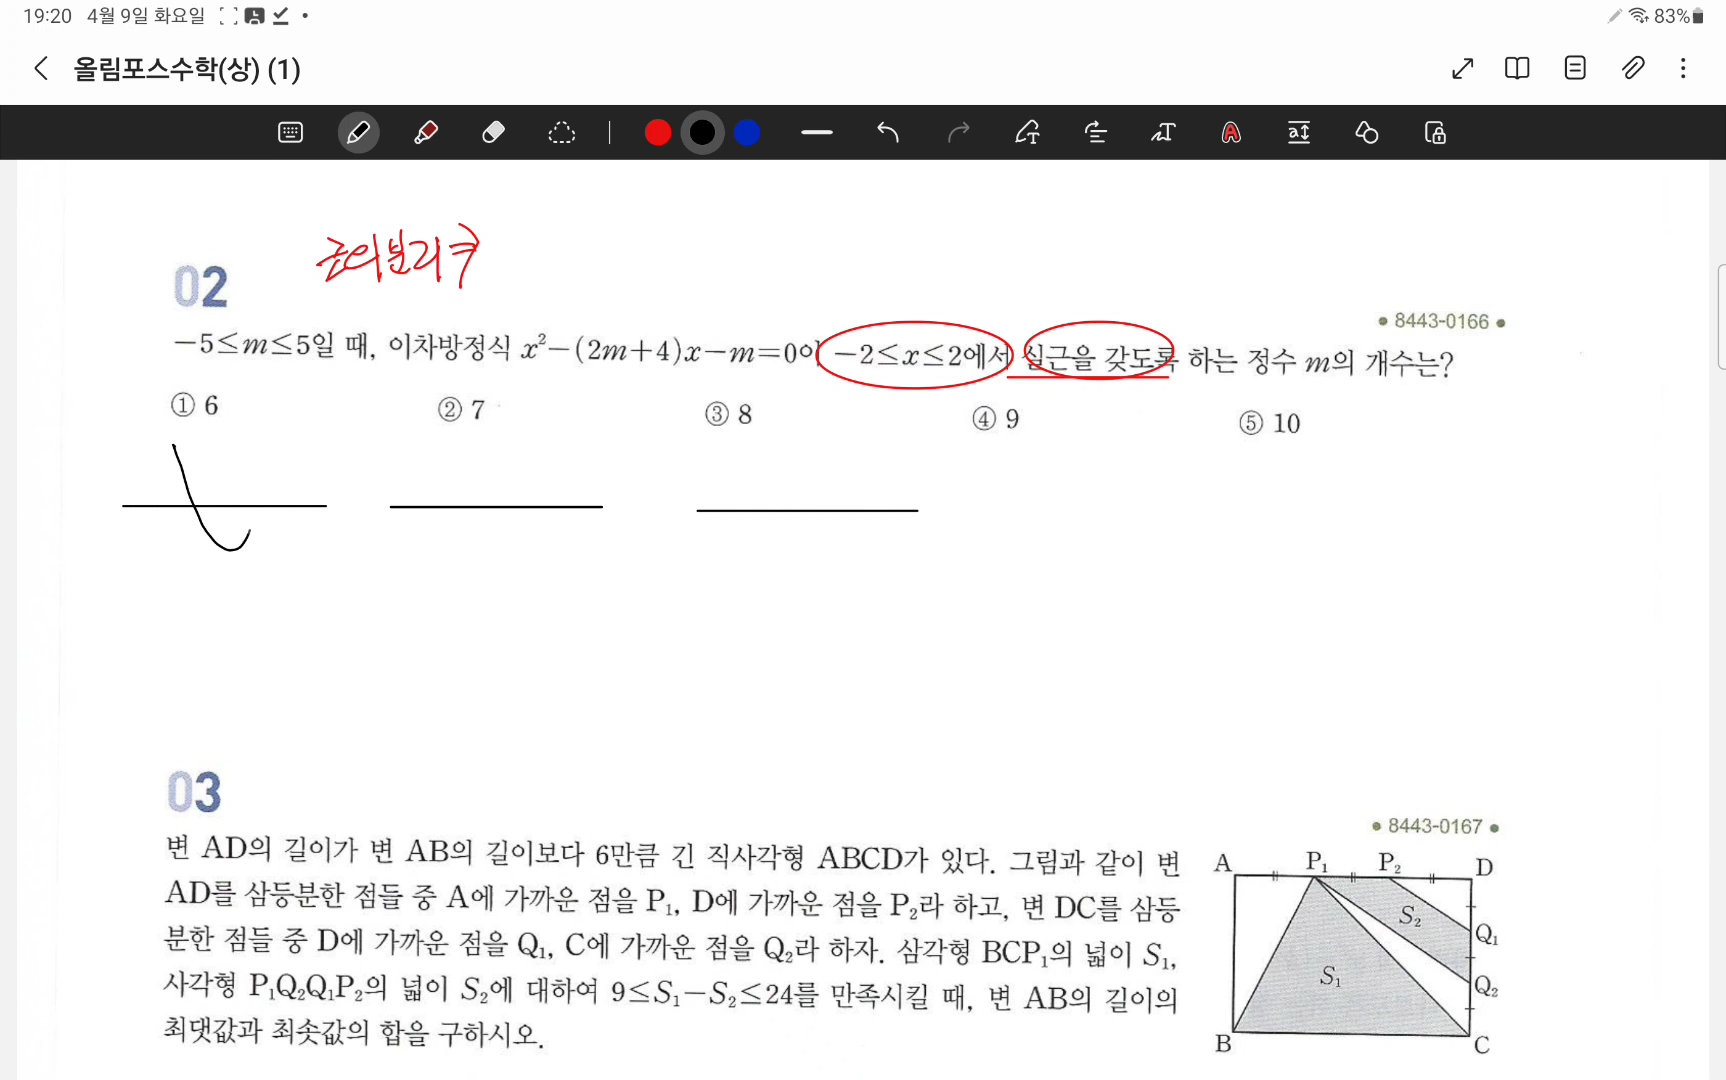 19:20 4월 9일 화요일 83%
올림포스수학(상) (1)
근의분리
02
• 8443-0166 •
−5≤m≤5일 때, 이차방정식 x²−(2m+4)x−m=0이 −2≤x≤2에서 실근을 갖도록 하는 정수 m의 개수는?
① 6 ② 7 ③ 8 ④ 9 ⑤ 10
03
• 8443-0167 •
변 AD의 길이가 변 AB의 길이보다 6만큼 긴 직사각형 ABCD가 있다. 그림과 같이 변
AD를 삼등분한 점들 중 A에 가까운 점을 P₁, D에 가까운 점을 P₂라 하고, 변 DC를 삼등
분한 점들 중 D에 가까운 점을 Q₁, C에 가까운 점을 Q₂라 하자. 삼각형 BCP₁의 넓이 S₁,
사각형 P₁Q₂Q₁P₂의 넓이 S₂에 대하여 9≤S₁−S₂≤24를 만족시킬 때, 변 AB의 길이의
최댓값과 최솟값의 합을 구하시오.
A P₁ P₂ D
S₂
Q₁
S₁
Q₂
B C